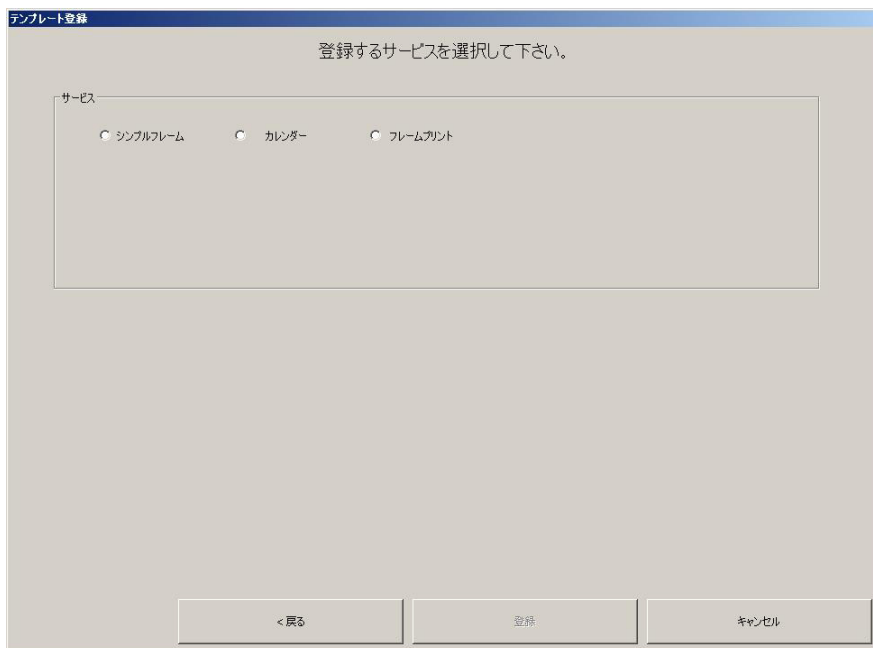 テンプレート登録
登録するサービスを選択して下さい。
サービス
シンプルフレーム カレンダー フレームプリント
<戻る 登録 キャンセル